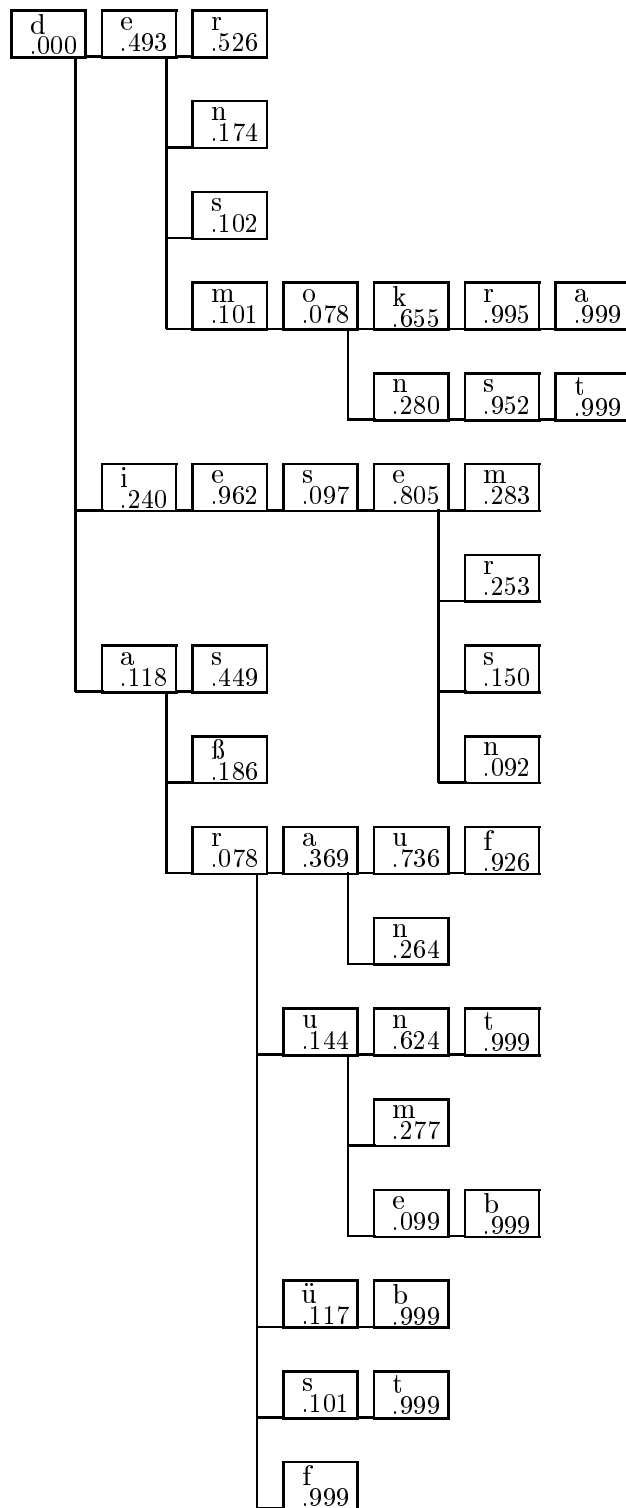 d .000 e .493 r .526
n .174
s .102
m .101 o .078 k .655 r .995 a .999
n .280 s .952 t .999
i .240 e .962 s .097 e .805 m .283
r .253
a .118 s .449 s .150
ß .186 n .092
r .078 a .369 u .736 f .926
n .264
u .144 n .624 t .999
m .277
e .099 b .999
ü .117 b .999
s .101 t .999
f .999